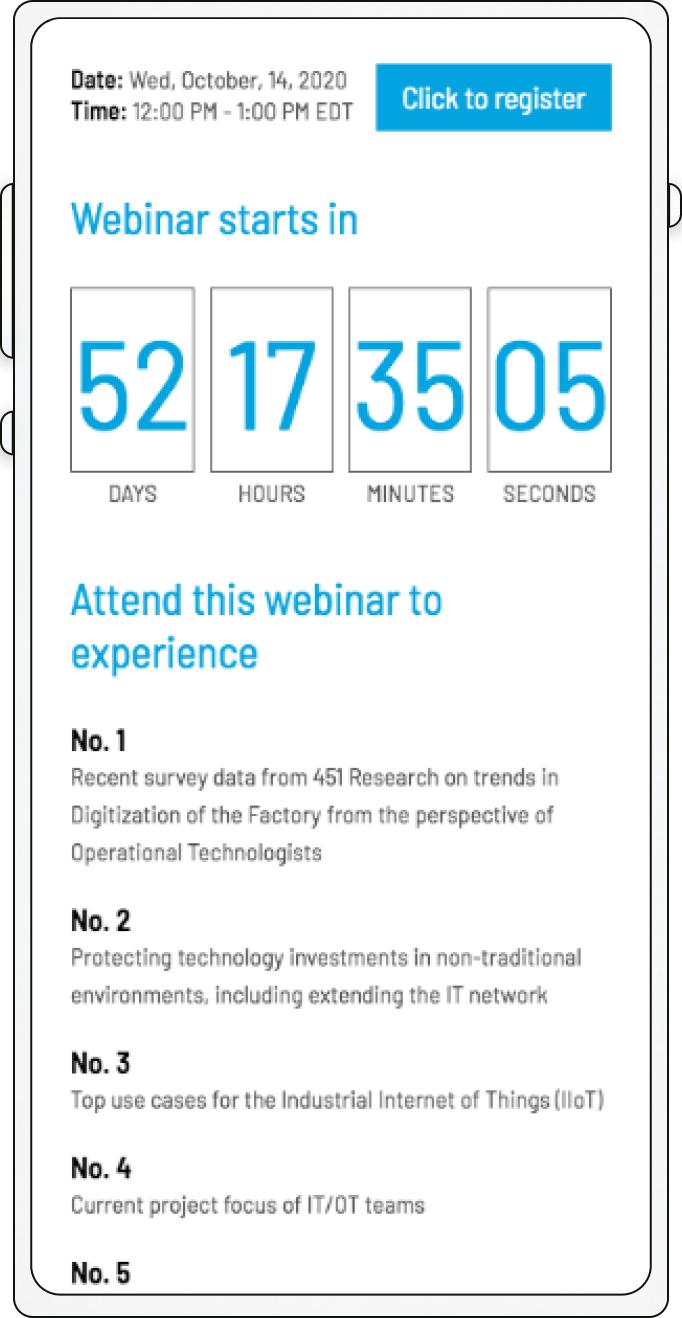 Date: Wed, October, 14, 2020
Time: 12:00 PM - 1:00 PM EDT
Click to register
Webinar starts in
52 17 35 05
DAYS HOURS MINUTES SECONDS
Attend this webinar to
experience
No. 1
Recent survey data from 451 Research on trends in
Digitization of the Factory from the perspective of
Operational Technologists
No. 2
Protecting technology investments in non-traditional
environments, including extending the IT network
No. 3
Top use cases for the Industrial Internet of Things (IIoT)
No. 4
Current project focus of IT/OT teams
No. 5